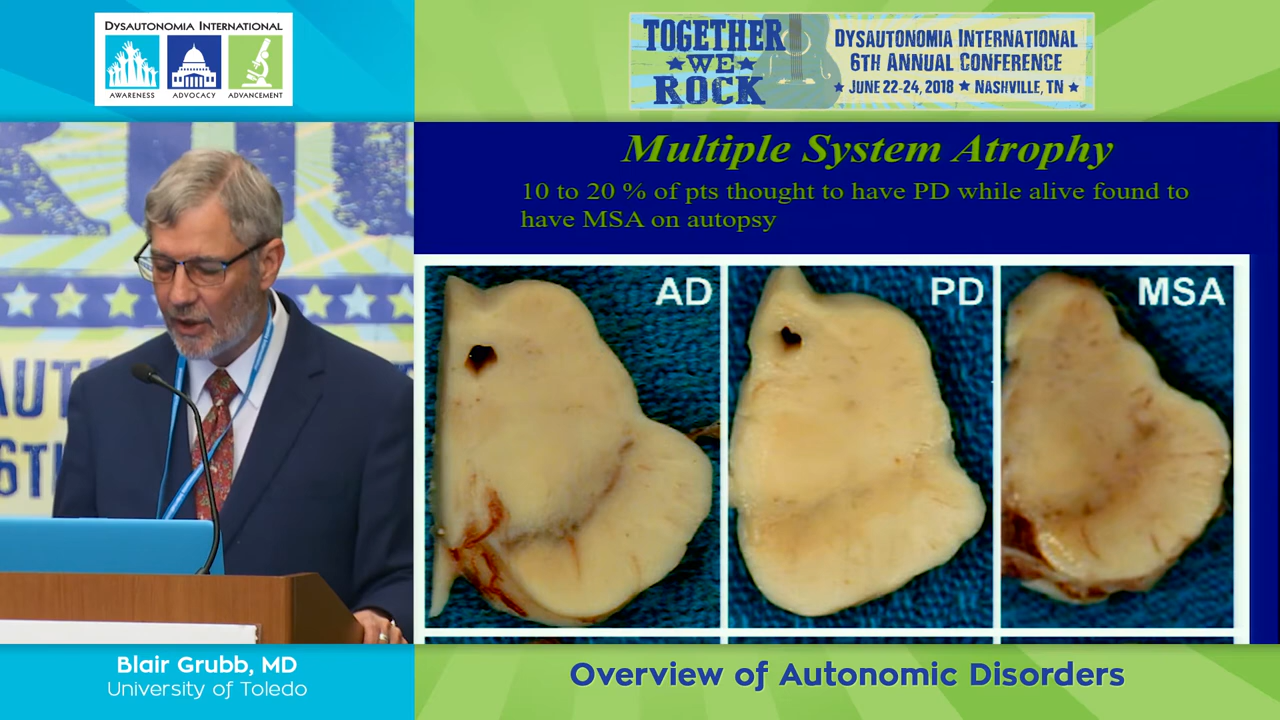 DYSAUTONOMIA INTERNATIONAL
AWARENESS ADVOCACY ADVANCEMENT
TOGETHER
WE
ROCK
DYSAUTONOMIA INTERNATIONAL
6TH ANNUAL CONFERENCE
JUNE 22-24, 2018 NASHVILLE, TN
Multiple System Atrophy
10 to 20 % of pts thought to have PD while alive found to
have MSA on autopsy
AD PD MSA
Blair Grubb, MD
University of Toledo
Overview of Autonomic Disorders